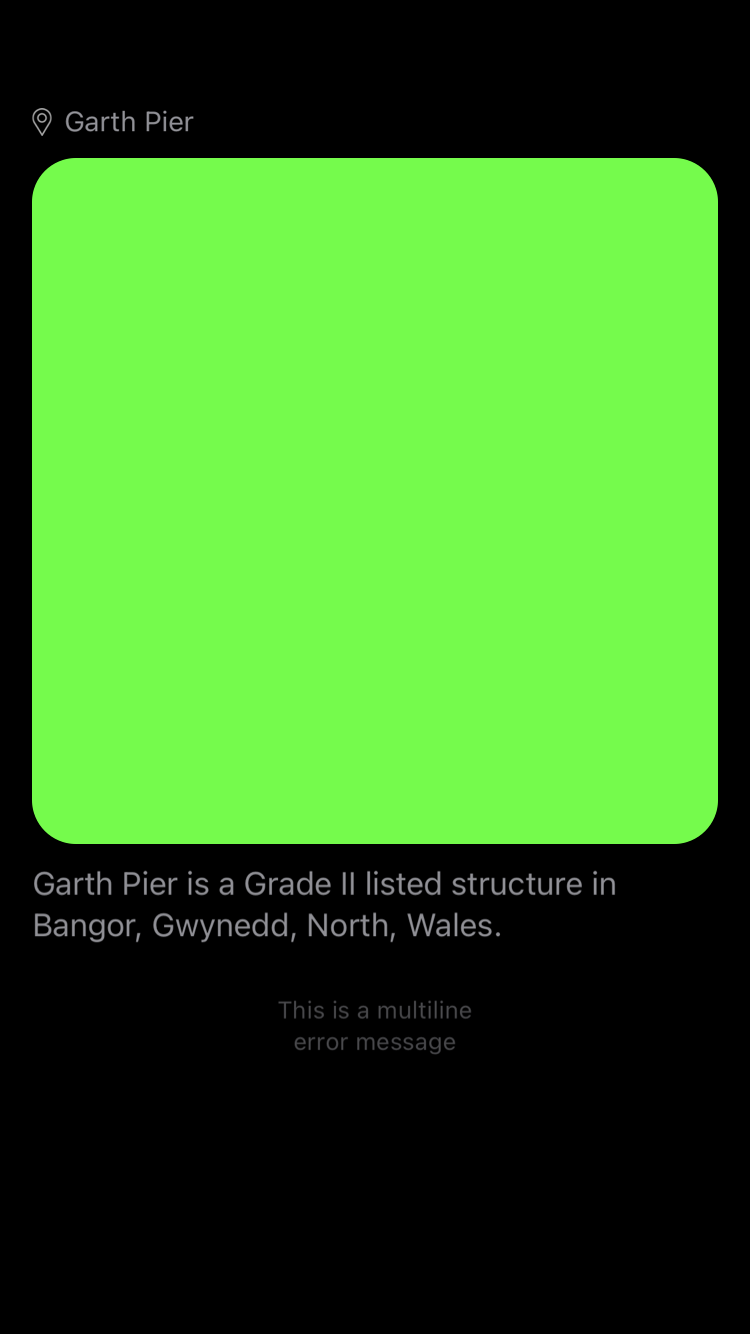 Garth Pier
Garth Pier is a Grade II listed structure in
Bangor, Gwynedd, North, Wales.
This is a multiline
error message